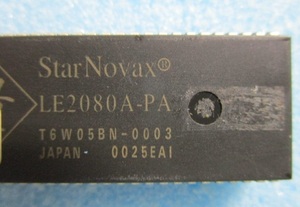 StarNovax®
LE2080A-PA
T6W05BN-0003
JAPAN 0025EAI